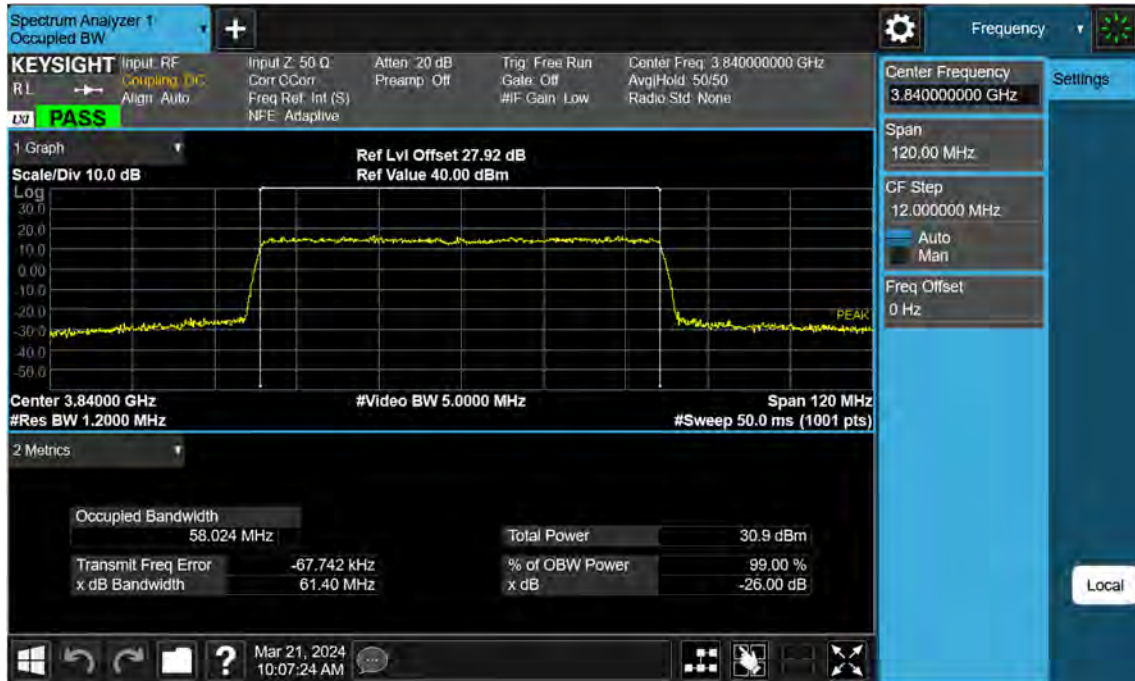 Spectrum Analyzer 1
Occupied BW
+
Frequency
KEYSIGHT
RL
LXI PASS
Input: RF
Coupling: DC
Align: Auto
Input Z: 50 Ω
Corr CCorr
Freq Ref: Int (S)
NFE: Adaptive
Atten: 20 dB
Preamp: Off
Trig: Free Run
Gate: Off
#IF Gain: Low
Center Freq: 3.840000000 GHz
Avg|Hold: 50/50
Radio Std: None
1 Graph
Scale/Div 10.0 dB
Ref Lvl Offset 27.92 dB
Ref Value 40.00 dBm
Log
30.0
20.0
10.0
0.00
-10.0
-20.0
-30.0
-40.0
-50.0
PEAK
Center 3.84000 GHz
#Video BW 5.0000 MHz
Span 120 MHz
#Res BW 1.2000 MHz
#Sweep 50.0 ms (1001 pts)
2 Metrics
Occupied Bandwidth
58.024 MHz
Transmit Freq Error -67.742 kHz
x dB Bandwidth 61.40 MHz
Total Power 30.9 dBm
% of OBW Power 99.00 %
x dB -26.00 dB
Center Frequency
3.840000000 GHz
Settings
Span
120.00 MHz
CF Step
12.000000 MHz
Auto
Man
Freq Offset
0 Hz
Local
?
Mar 21, 2024
10:07:24 AM